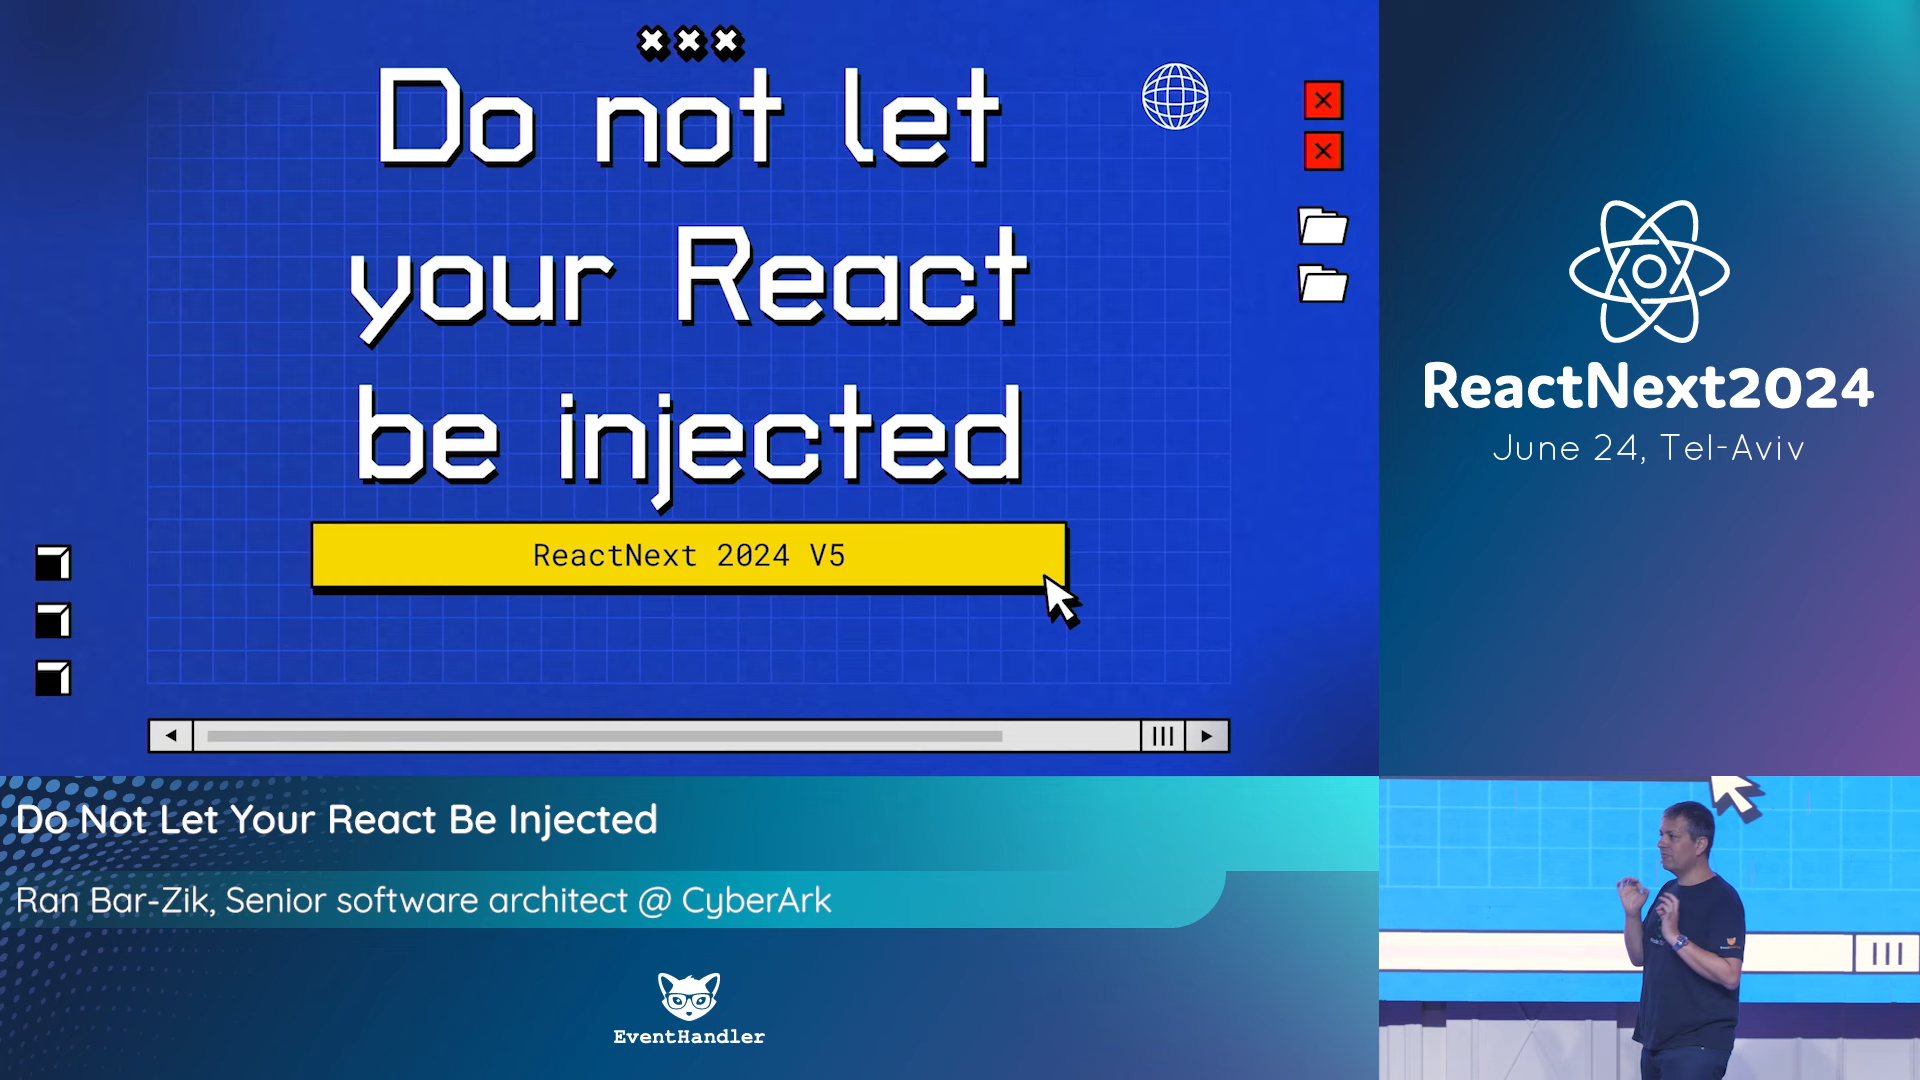 Do not let
your React
be injected
ReactNext 2024 V5
ReactNext2024
June 24, Tel-Aviv
Do Not Let Your React Be Injected
Ran Bar-Zik, Senior software architect @ CyberArk
EventHandler